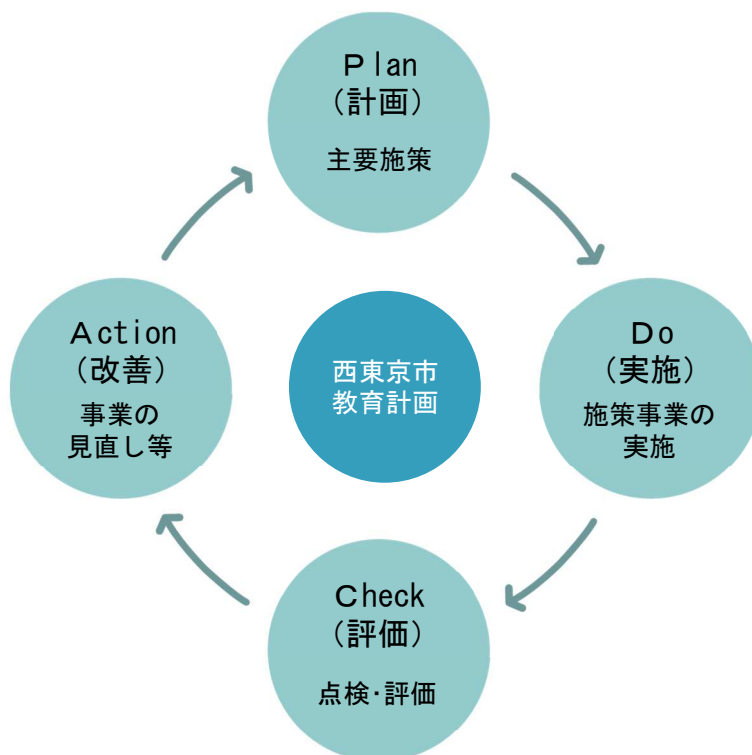 Plan
（計画）
主要施策
Do
（実施）
施策事業の
実施
Check
（評価）
点検・評価
Action
（改善）
事業の
見直し等
西東京市
教育計画